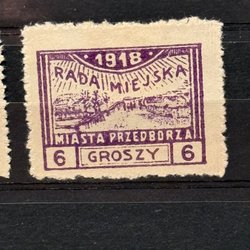 1918
RADA MIEJSKA
MIASTA PRZEDBORZA
6 GROSZY 6